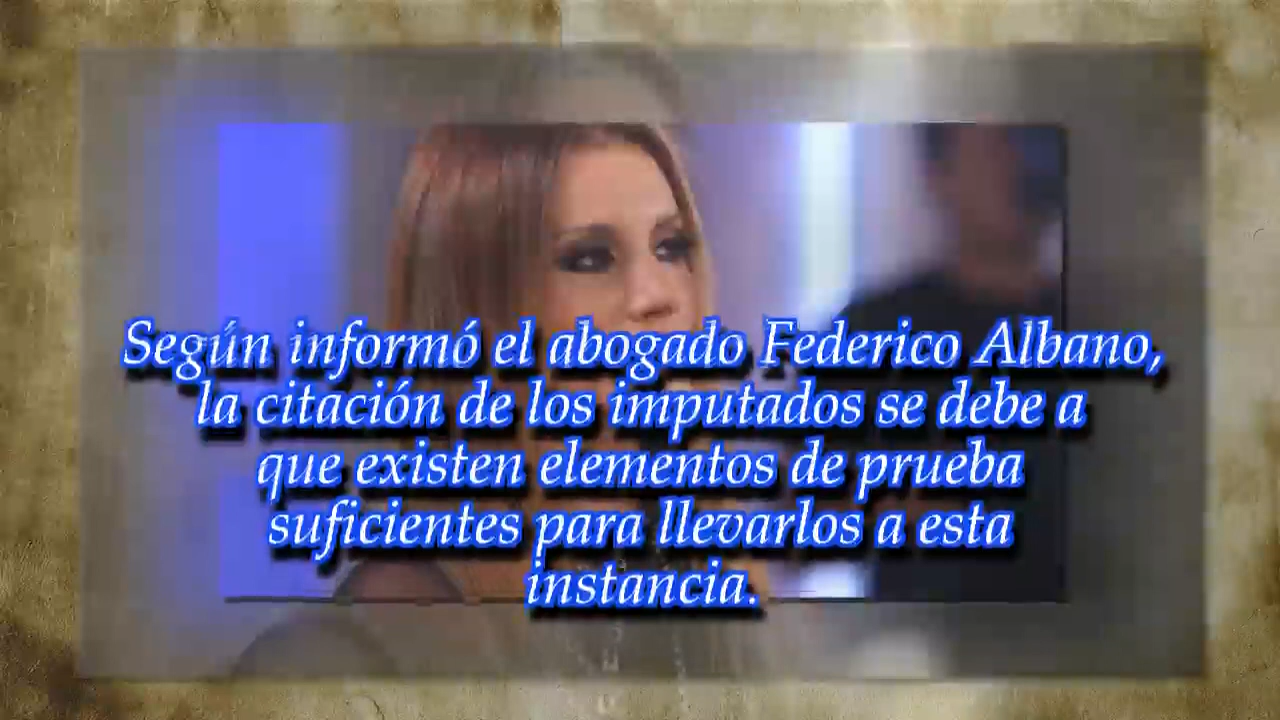 Según informó el abogado Federico Albano,
la citación de los imputados se debe a
que existen elementos de prueba
suficientes para llevarlos a esta
instancia.